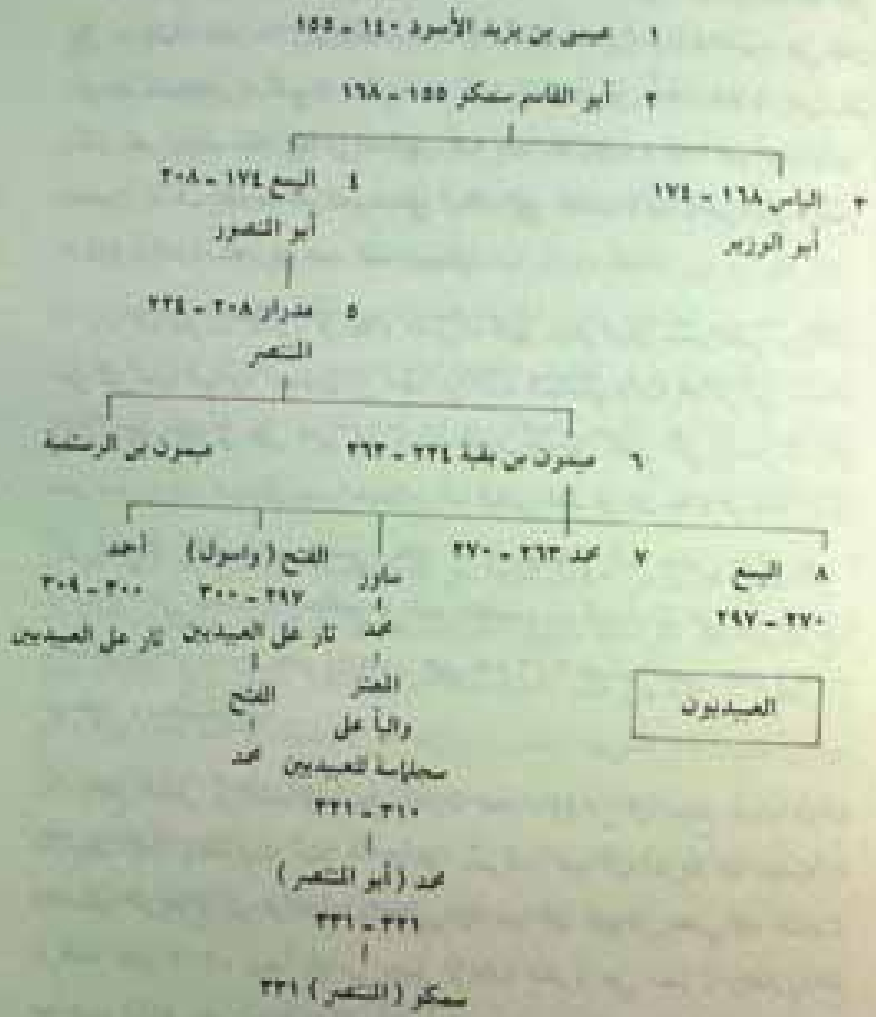 ١ عيسى بن يزيد الأسود ١٤٠ - ١٥٥
٢ أبو القاسم سمكو ١٥٥ - ١٦٨
٣ الياس ١٦٨ - ١٧٤
أبو الوزير
٤ اليسع ١٧٤ - ٢٠٨
أبو المنصور
٥ مدرار ٢٠٨ - ٢٢٤
المنتصر
٦ ميمون بن بقية ٢٢٤ - ٢٦٣
ميمون بن الرستمية
٨ اليسع
٢٧٠ - ٢٩٧
٧ محمد ٢٦٣ - ٢٧٠
ساور
محمد
المعتز
والياً على
سجلماسة للعبيديين
٣١٠ - ٣٢١
محمد (أبو المنتصر)
٣٢١ - ٣٣١
سمكو (المنتصر) ٣٣١
الفتح (واسول)
٢٩٧ - ٣٠٠
ثار على العبيديين
الفتح
محمد
أحمد
٣٠٠ - ٣٠٩
ثار على العبيديين
العبيديون